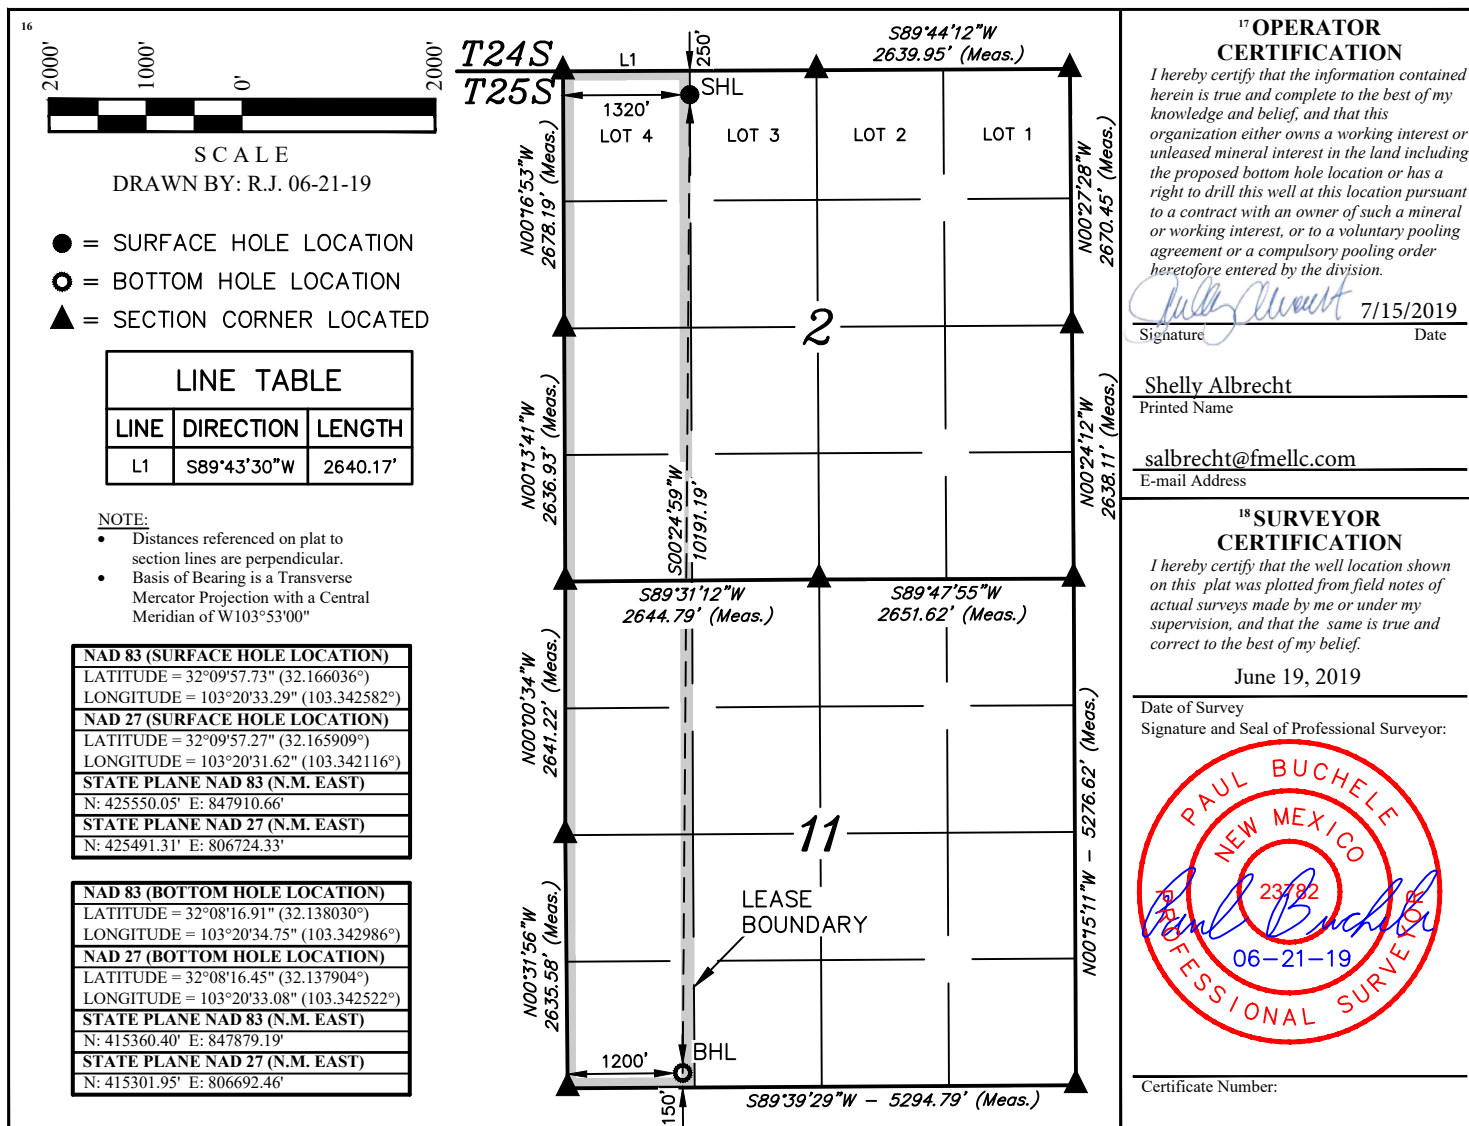 16
2000'
1000'
0'
2000'
SCALE
DRAWN BY: R.J. 06-21-19
= SURFACE HOLE LOCATION
= BOTTOM HOLE LOCATION
= SECTION CORNER LOCATED
LINE TABLE
LINE DIRECTION LENGTH
L1 S89°43'30"W 2640.17'
NOTE:
• Distances referenced on plat to
section lines are perpendicular.
• Basis of Bearing is a Transverse
Mercator Projection with a Central
Meridian of W103°53'00"
NAD 83 (SURFACE HOLE LOCATION)
LATITUDE = 32°09'57.73" (32.166036°)
LONGITUDE = 103°20'33.29" (103.342582°)
NAD 27 (SURFACE HOLE LOCATION)
LATITUDE = 32°09'57.27" (32.165909°)
LONGITUDE = 103°20'31.62" (103.342116°)
STATE PLANE NAD 83 (N.M. EAST)
N: 425550.05' E: 847910.66'
STATE PLANE NAD 27 (N.M. EAST)
N: 425491.31' E: 806724.33'
NAD 83 (BOTTOM HOLE LOCATION)
LATITUDE = 32°08'16.91" (32.138030°)
LONGITUDE = 103°20'34.75" (103.342986°)
NAD 27 (BOTTOM HOLE LOCATION)
LATITUDE = 32°08'16.45" (32.137904°)
LONGITUDE = 103°20'33.08" (103.342522°)
STATE PLANE NAD 83 (N.M. EAST)
N: 415360.40' E: 847879.19'
STATE PLANE NAD 27 (N.M. EAST)
N: 415301.95' E: 806692.46'
T24S
T25S
L1
250'
S89°44'12"W
2639.95' (Meas.)
SHL
1320'
LOT 4
LOT 3
LOT 2
LOT 1
N00°16'53"W
2678.19' (Meas.)
N00°27'28"W
2670.45' (Meas.)
2
N00°13'41"W
2636.93' (Meas.)
S00°24'59"W
10191.19'
N00°24'12"W
2638.11' (Meas.)
S89°31'12"W
2644.79' (Meas.)
S89°47'55"W
2651.62' (Meas.)
N00°00'34"W
2641.22' (Meas.)
N00°15'11"W – 5276.62' (Meas.)
11
LEASE
BOUNDARY
N00°31'56"W
2635.58' (Meas.)
1200'
BHL
150'
S89°39'29"W – 5294.79' (Meas.)
17 OPERATOR
CERTIFICATION
I hereby certify that the information contained
herein is true and complete to the best of my
knowledge and belief, and that this
organization either owns a working interest or
unleased mineral interest in the land including
the proposed bottom hole location or has a
right to drill this well at this location pursuant
to a contract with an owner of such a mineral
or working interest, or to a voluntary pooling
agreement or a compulsory pooling order
heretofore entered by the division.
7/15/2019
Signature Date
Shelly Albrecht
Printed Name
salbrecht@fmellc.com
E-mail Address
18 SURVEYOR
CERTIFICATION
I hereby certify that the well location shown
on this plat was plotted from field notes of
actual surveys made by me or under my
supervision, and that the same is true and
correct to the best of my belief.
June 19, 2019
Date of Survey
Signature and Seal of Professional Surveyor:
PAUL BUCHELE
NEW MEXICO
23782
Paul Buchele
06-21-19
PROFESSIONAL SURVEYOR
Certificate Number: